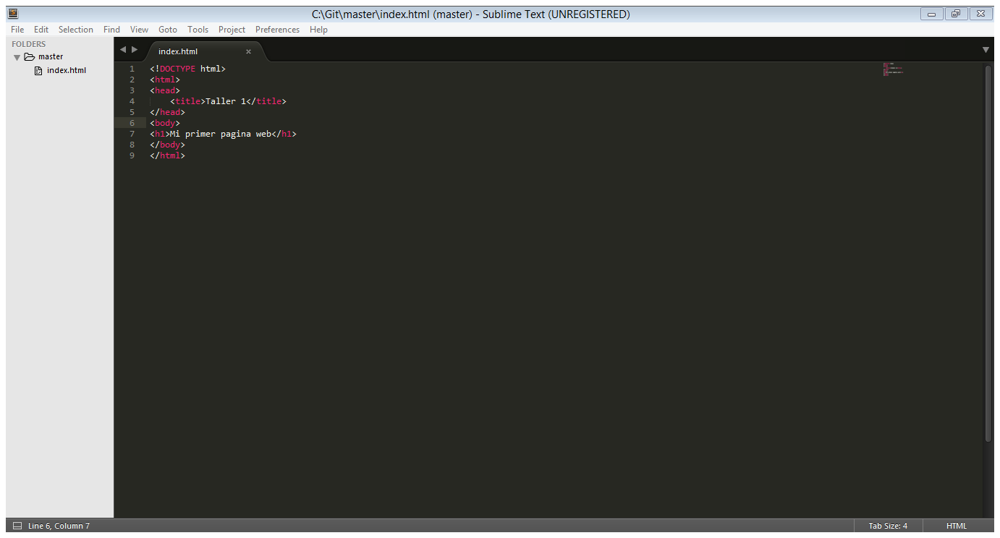 C:\Git\master\index.html (master) - Sublime Text (UNREGISTERED)
File Edit Selection Find View Goto Tools Project Preferences Help
FOLDERS
master
index.html
index.html
1 <!DOCTYPE html>
2 <html>
3 <head>
4     <title>Taller 1</title>
5 </head>
6 <body>
7 <h1>Mi primer pagina web</h1>
8 </body>
9 </html>
Line 6, Column 7
Tab Size: 4
HTML